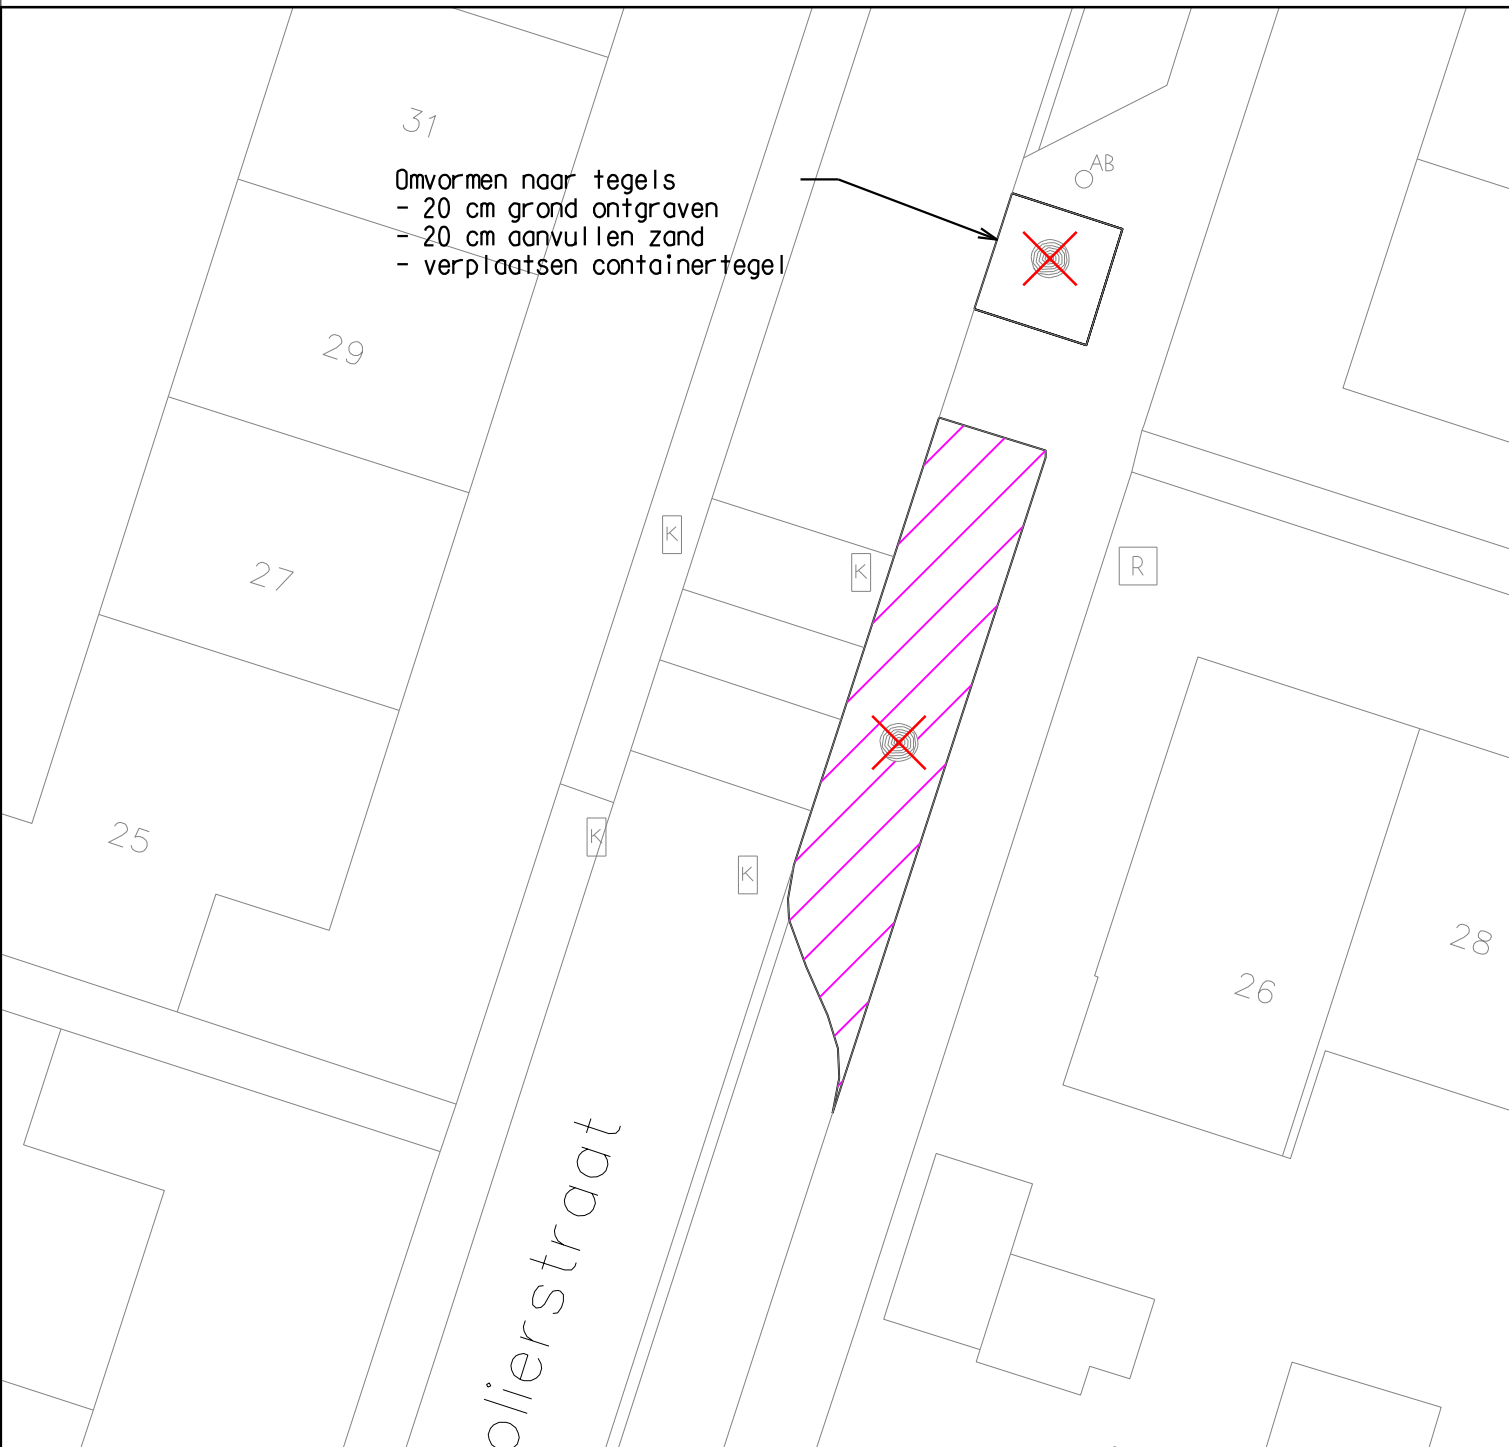 31
AB
Omvormen naar tegels
- 20 cm grond ontgraven
- 20 cm aanvullen zand
- verplaatsen containertegel
29
K
K
R
27
25
K
K
28
26
olierstraat